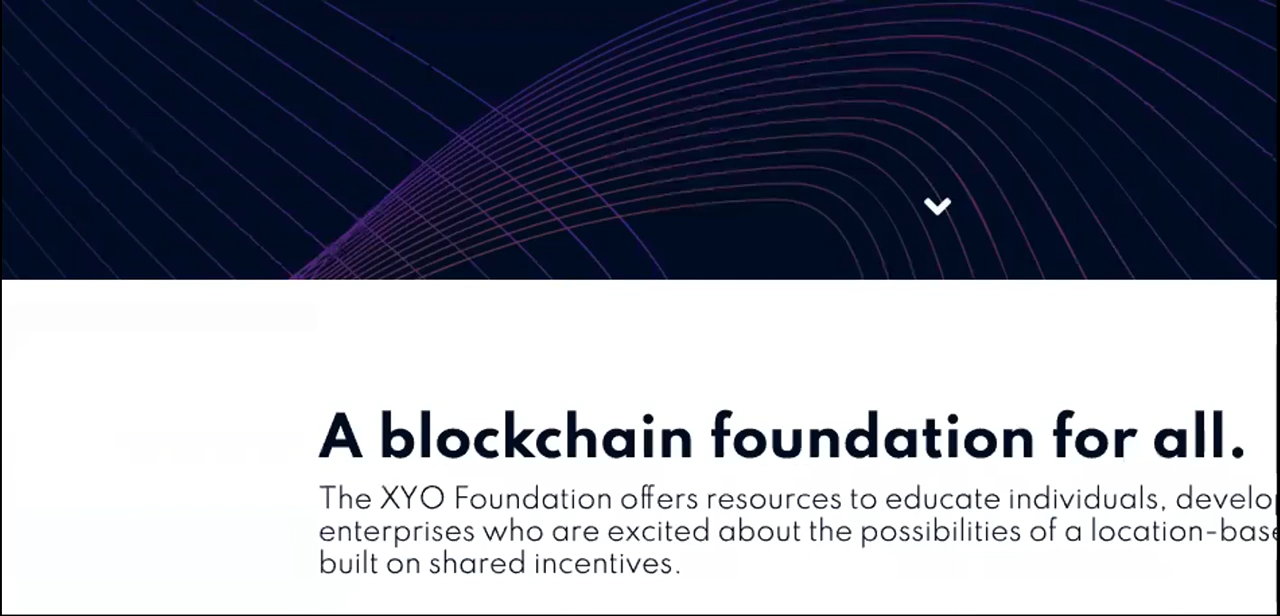 A blockchain foundation for all.
The XYO Foundation offers resources to educate individuals,
enterprises who are excited about the possibilities of a
built on shared incentives.